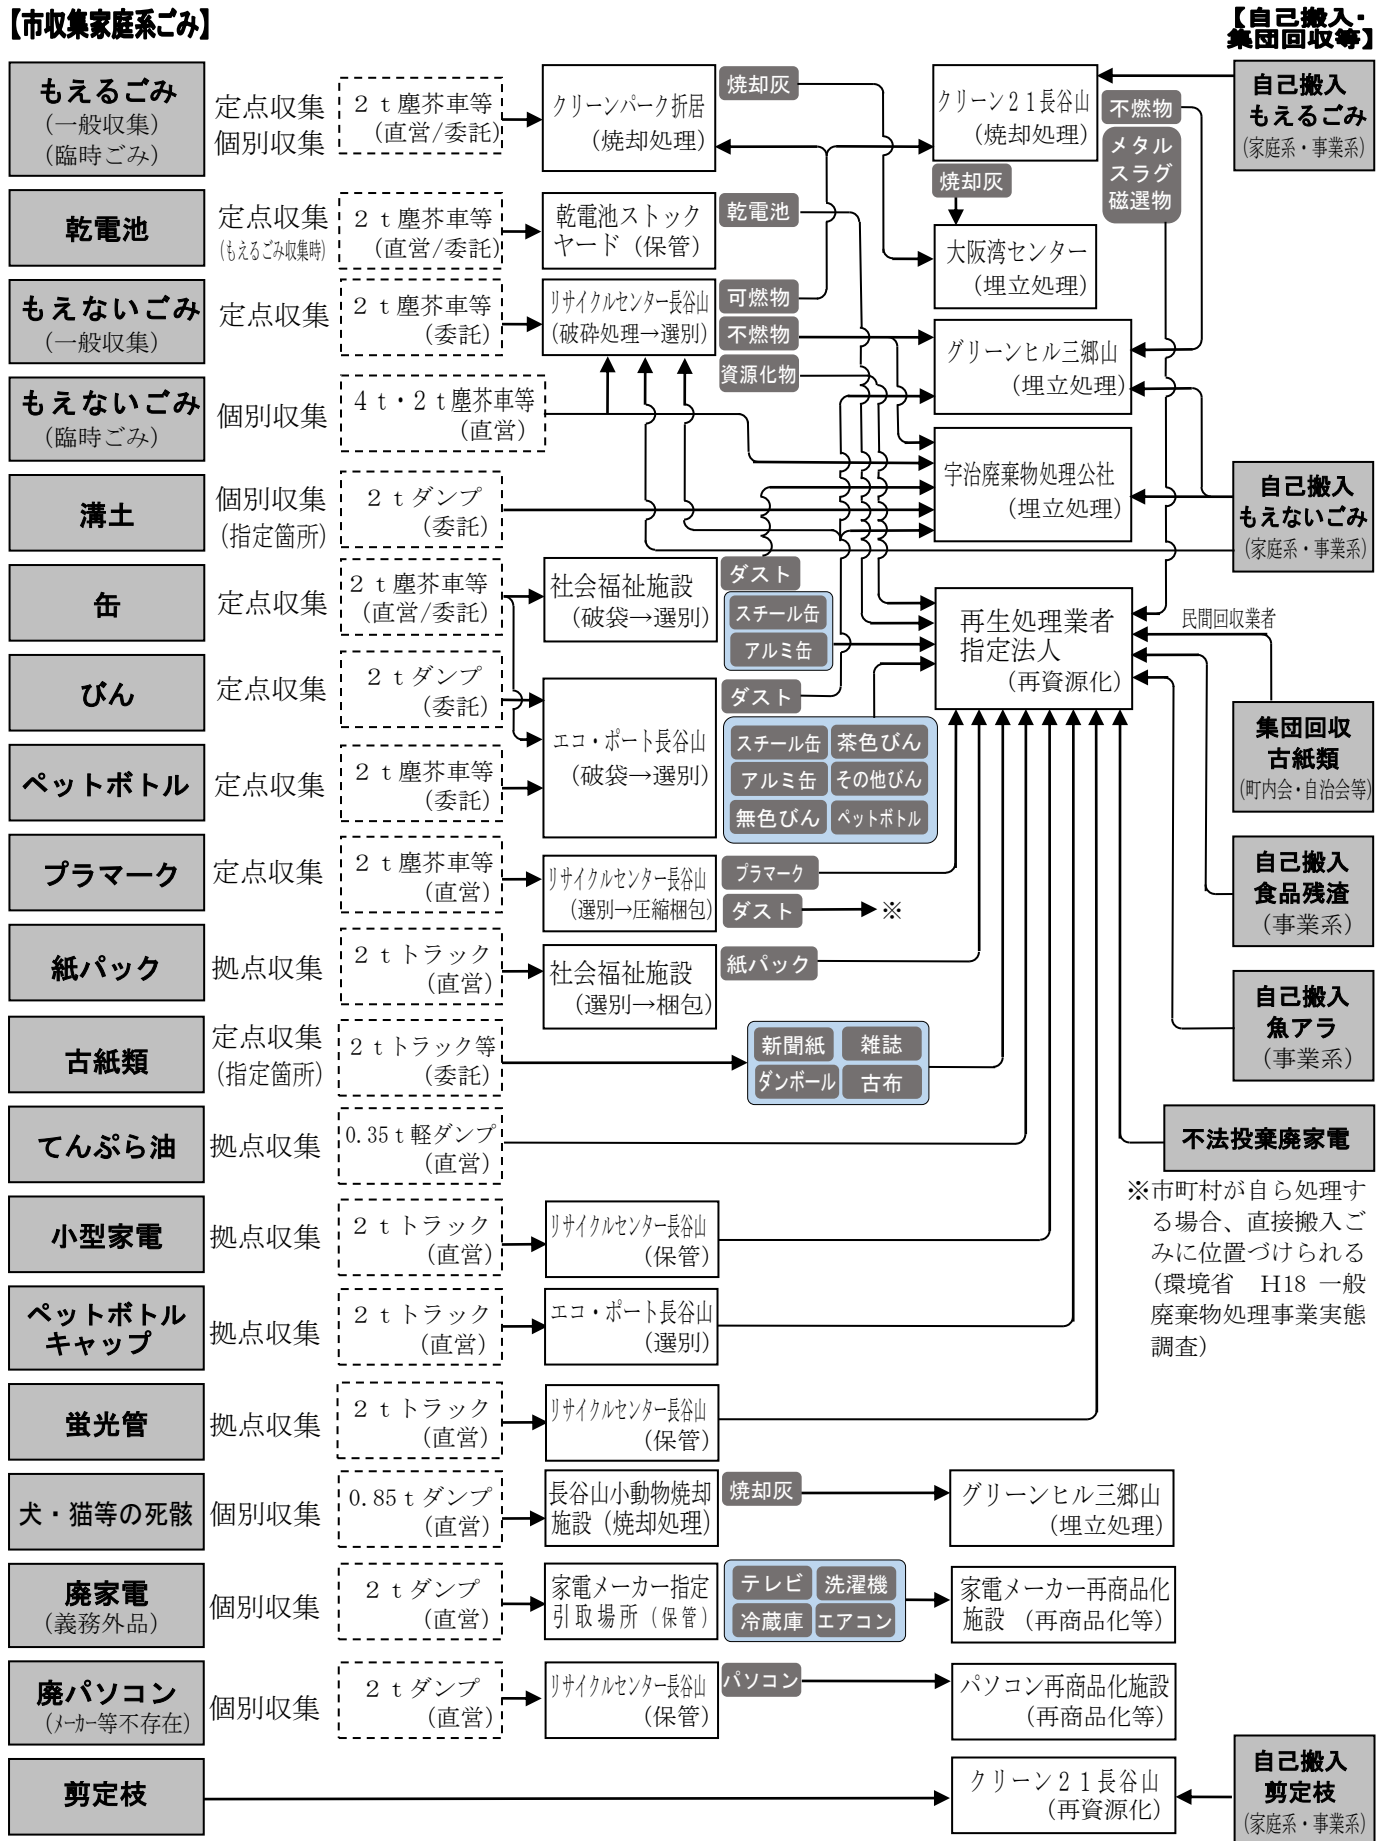 【市収集家庭系ごみ】
【自己搬入・
集団回収等】
もえるごみ
（一般収集）
（臨時ごみ）
定点収集
個別収集
２ｔ塵芥車等
（直営/委託）
クリーンパーク折居
（焼却処理）
焼却灰
クリーン２１長谷山
（焼却処理）
不燃物
メタル
スラグ
磁選物
焼却灰
自己搬入
もえるごみ
（家庭系・事業系）
乾電池
定点収集
（もえるごみ収集時）
２ｔ塵芥車等
（直営/委託）
乾電池ストック
ヤード（保管）
乾電池
大阪湾センター
（埋立処理）
もえないごみ
（一般収集）
定点収集
２ｔ塵芥車等
（委託）
リサイクルセンター長谷山
（破砕処理→選別）
可燃物
不燃物
資源化物
グリーンヒル三郷山
（埋立処理）
もえないごみ
（臨時ごみ）
個別収集
４ｔ・２ｔ塵芥車等
（直営）
宇治廃棄物処理公社
（埋立処理）
自己搬入
もえないごみ
（家庭系・事業系）
溝土
個別収集
（指定箇所）
２ｔダンプ
（委託）
缶
定点収集
２ｔ塵芥車等
（直営/委託）
社会福祉施設
（破袋→選別）
ダスト
スチール缶
アルミ缶
再生処理業者
指定法人
（再資源化）
民間回収業者
びん
定点収集
２ｔダンプ
（委託）
エコ・ポート長谷山
（破袋→選別）
ダスト
スチール缶
茶色びん
アルミ缶
その他びん
無色びん
ペットボトル
集団回収
古紙類
（町内会・自治会等）
ペットボトル
定点収集
２ｔ塵芥車等
（委託）
プラマーク
定点収集
２ｔ塵芥車等
（直営）
リサイクルセンター長谷山
（選別→圧縮梱包）
プラマーク
ダスト
※
自己搬入
食品残渣
（事業系）
紙パック
拠点収集
２ｔトラック
（直営）
社会福祉施設
（選別→梱包）
紙パック
自己搬入
魚アラ
（事業系）
古紙類
定点収集
（指定箇所）
２ｔトラック等
（委託）
新聞紙
雑誌
ダンボール
古布
てんぷら油
拠点収集
0.35ｔ軽ダンプ
（直営）
不法投棄廃家電
※市町村が自ら処理す
る場合、直接搬入ご
みに位置づけられる
（環境省　H18 一般
廃棄物処理事業実態
調査）
小型家電
拠点収集
２ｔトラック
（直営）
リサイクルセンター長谷山
（保管）
ペットボトル
キャップ
拠点収集
２ｔトラック
（直営）
エコ・ポート長谷山
（選別）
蛍光管
拠点収集
２ｔトラック
（直営）
リサイクルセンター長谷山
（保管）
犬・猫等の死骸
個別収集
0.85ｔダンプ
（直営）
長谷山小動物焼却
施設（焼却処理）
焼却灰
グリーンヒル三郷山
（埋立処理）
廃家電
（義務外品）
個別収集
２ｔダンプ
（直営）
家電メーカー指定
引取場所（保管）
テレビ
洗濯機
冷蔵庫
エアコン
家電メーカー再商品化
施設（再商品化等）
廃パソコン
（メーカー等不存在）
個別収集
２ｔダンプ
（直営）
リサイクルセンター長谷山
（保管）
パソコン
パソコン再商品化施設
（再商品化等）
剪定枝
クリーン２１長谷山
（再資源化）
自己搬入
剪定枝
（家庭系・事業系）